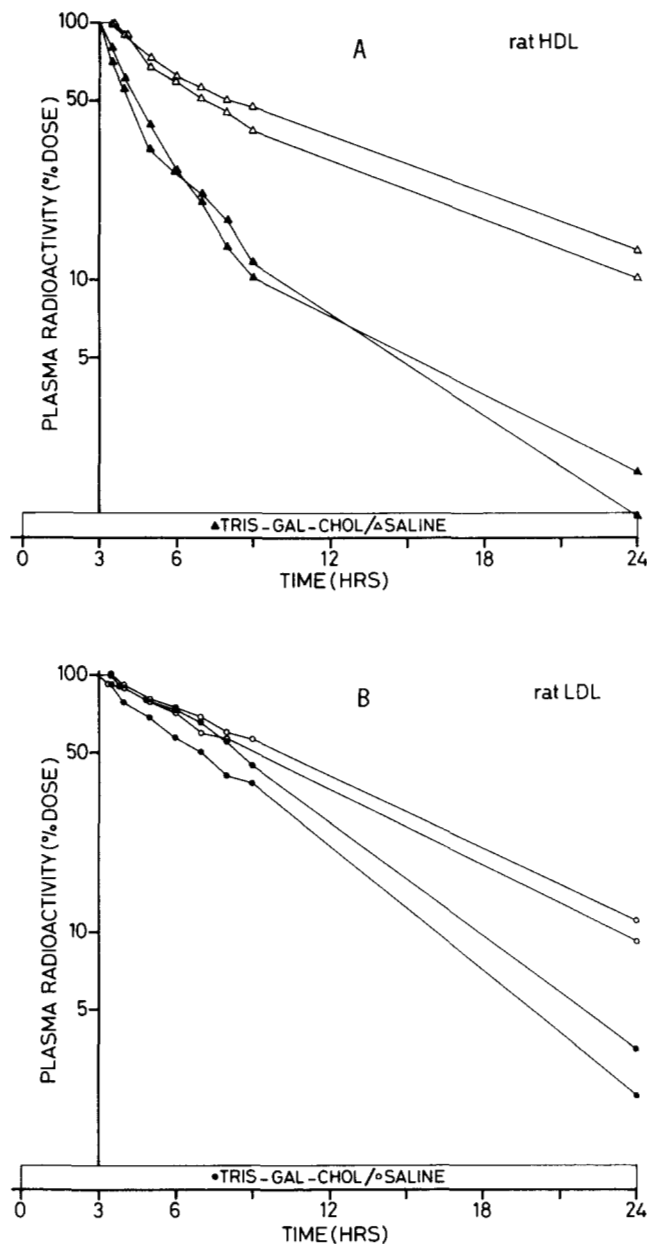 A
rat HDL
100
50
10
5
PLASMA RADIOACTIVITY (% DOSE)
▲TRIS-GAL-CHOL/△SALINE
0 3 6 12 18 24
TIME (HRS)
B
rat LDL
100
50
10
5
PLASMA RADIOACTIVITY (% DOSE)
●TRIS-GAL-CHOL/○SALINE
0 3 6 12 18 24
TIME (HRS)